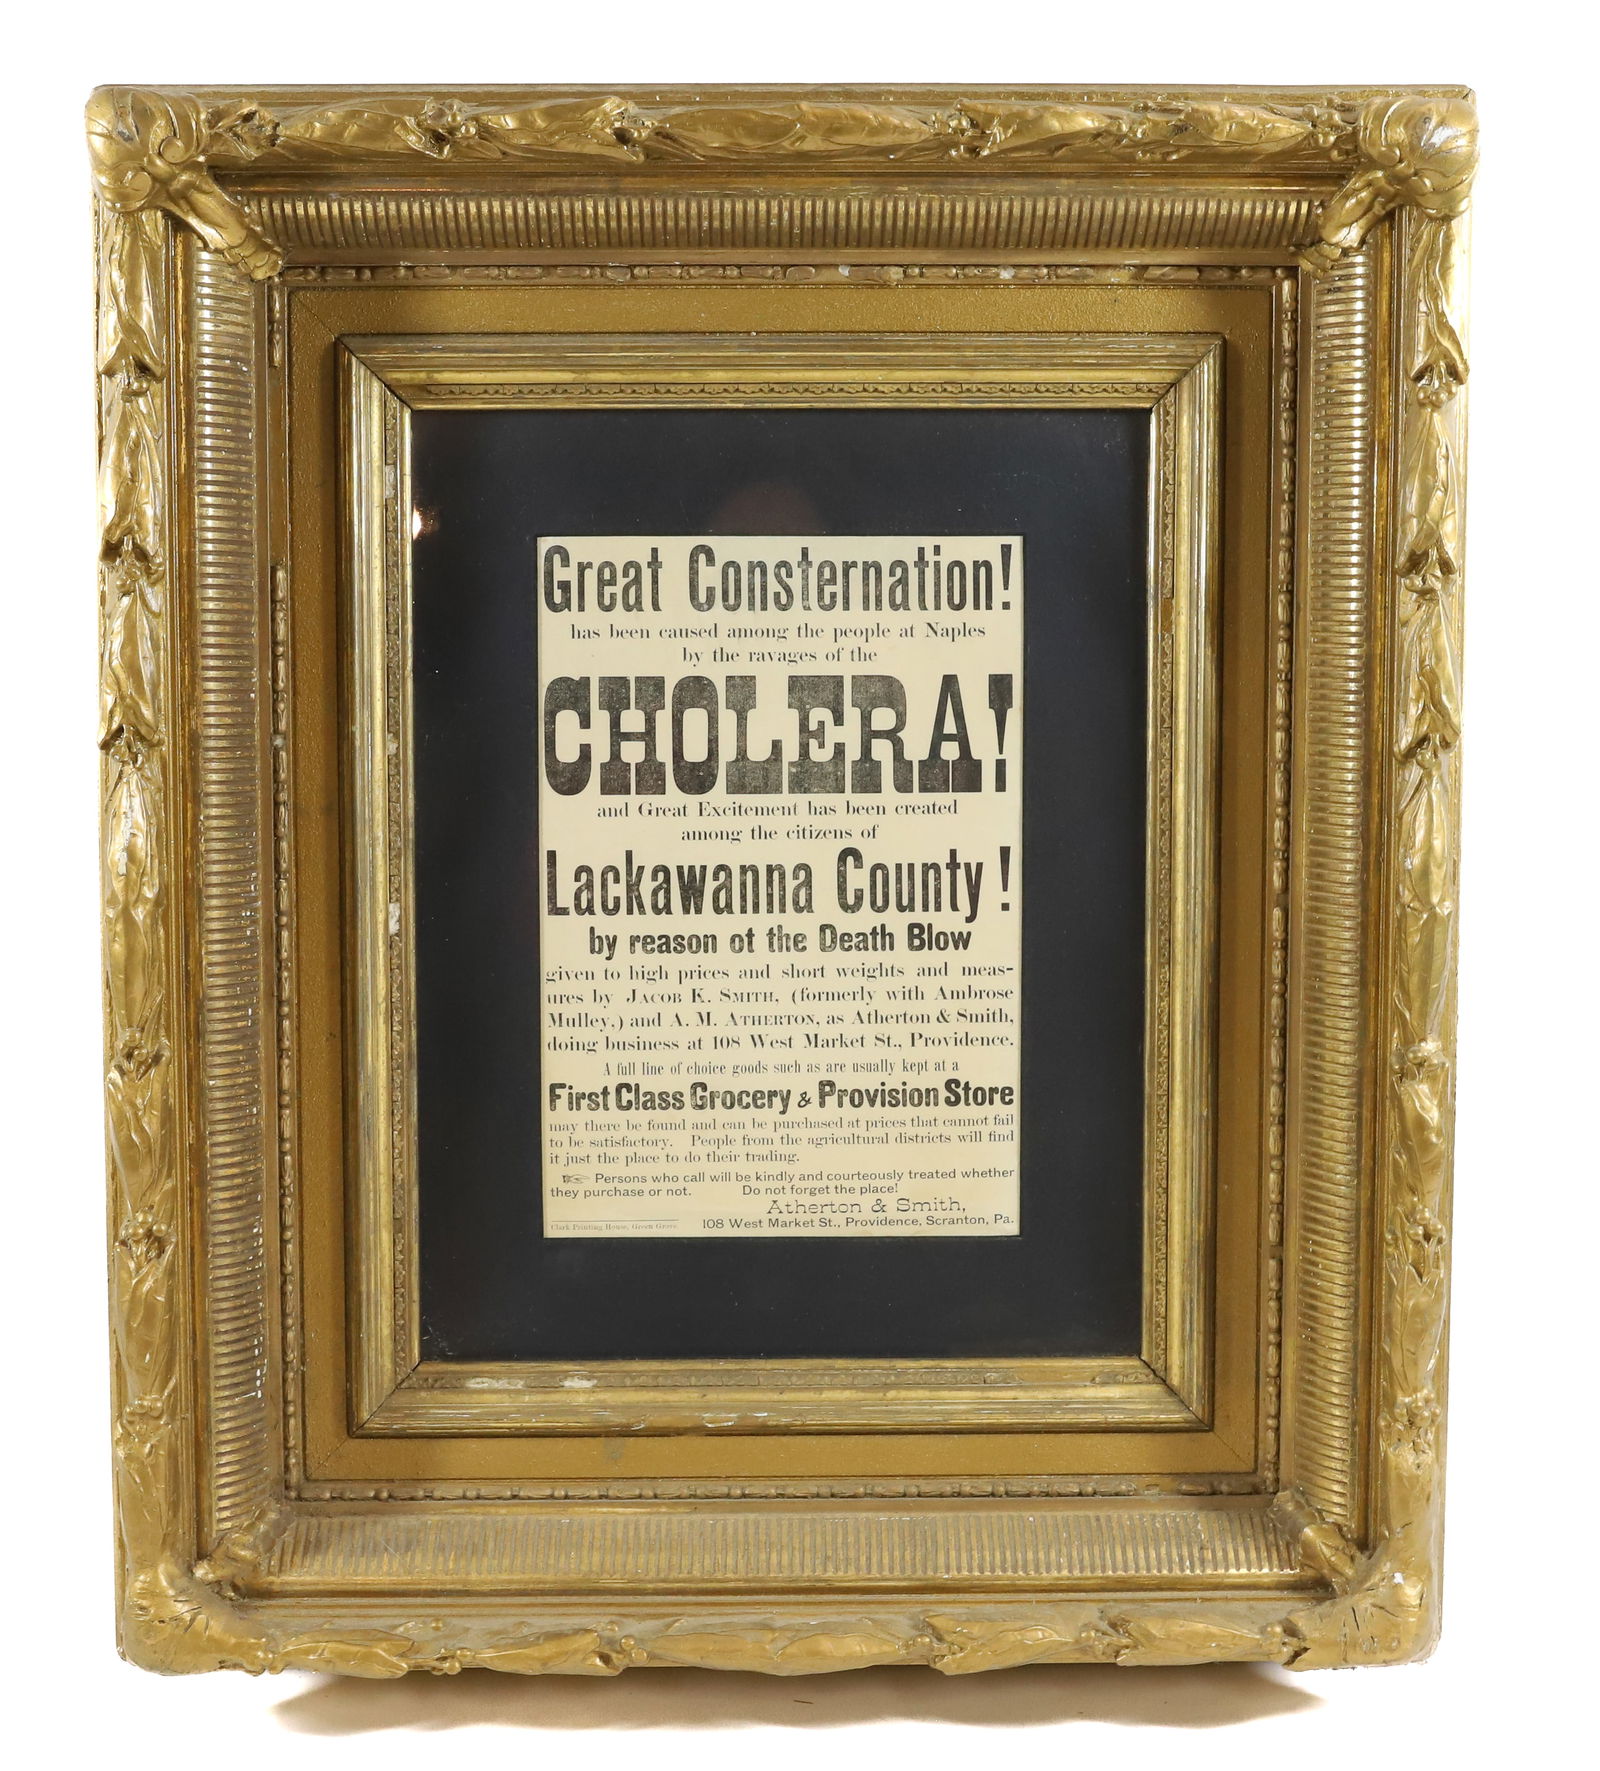 Great Consternation!
has been caused among the people at Naples
by the ravages of the
CHOLERA!
and Great Excitement has been created
among the citizens of
Lackawanna County!
by reason ot the Death Blow
given to high prices and short weights and meas-
ures by JACOB K. SMITH, (formerly with Ambrose
Mulley,) and A. M. ATHERTON, as Atherton & Smith,
doing business at 108 West Market St., Providence.
A full line of choice goods such as are usually kept at a
First Class Grocery & Provision Store
may there be found and can be purchased at prices that cannot fail
to be satisfactory. People from the agricultural districts will find
it just the place to do their trading.
☞ Persons who call will be kindly and courteously treated whether
they purchase or not. Do not forget the place!
Atherton & Smith,
Clark Printing House, Green Grove. 108 West Market St., Providence, Scranton, Pa.